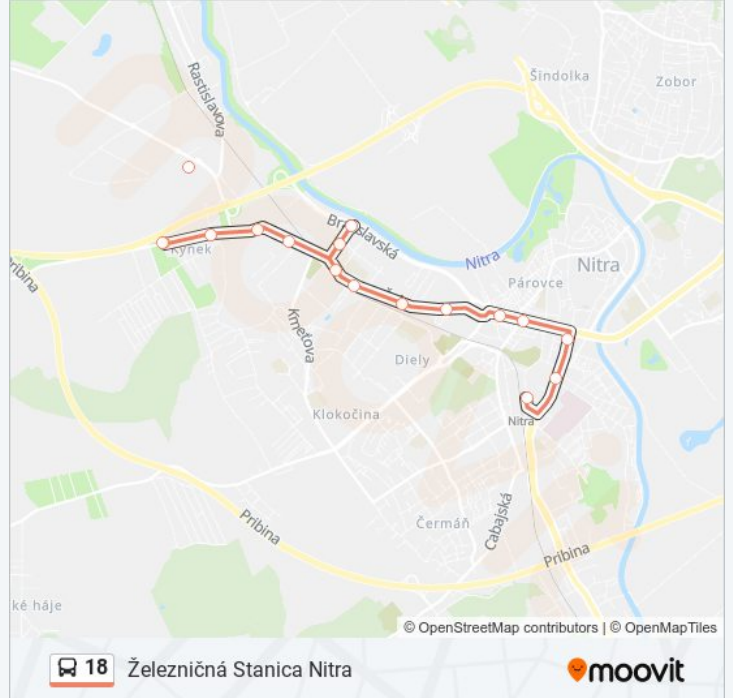 Šindolka
Zobor
Rastislavova
Bratislavská
Kynek
Nitra
Nitra
Párovce
Pribina
Kmeťova
Diely
Klokočina
Nitra
Čermáň
Cabajská
Pribina
Pribina
ké háje
© OpenStreetMap contributors | © OpenMapTiles
18 Železničná Stanica Nitra
moovit